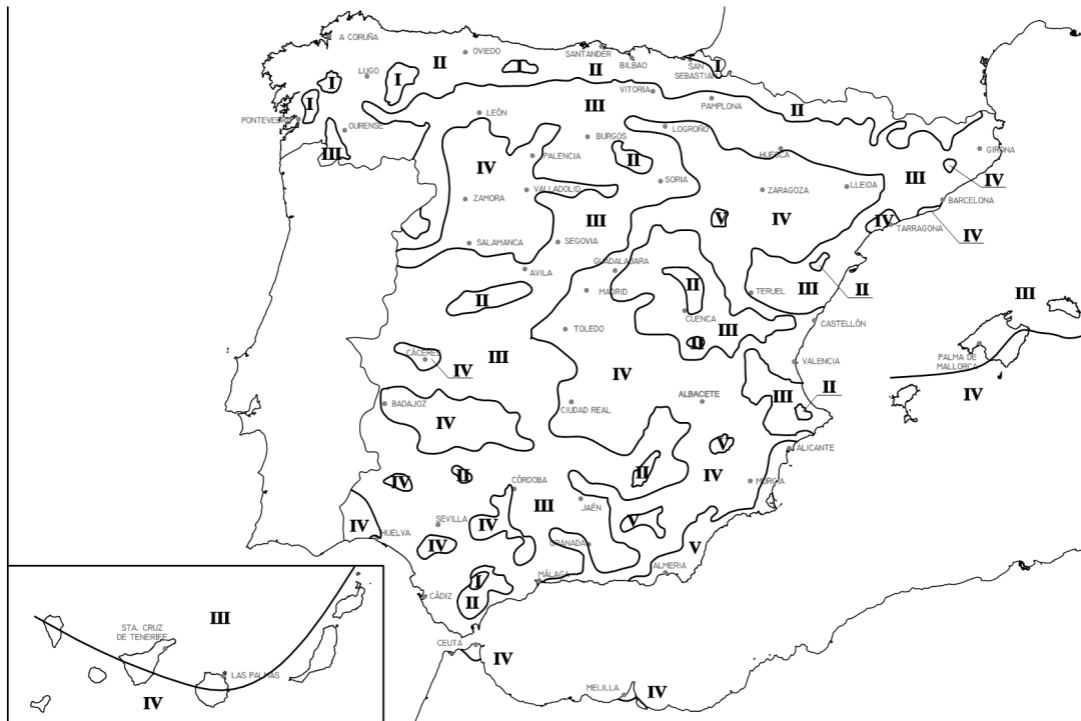 A CORUÑA
OVIEDO
SANTANDER
BILBAO
SAN
SEBASTIAN
LUGO
VITORIA
PAMPLONA
PONTEVEDRA
OURENSE
LEÓN
BURGOS
LOGROÑO
HUESCA
GIRONA
PALENCIA
VALLADOLID
SORIA
ZARAGOZA
LLEIDA
BARCELONA
ZAMORA
TARRAGONA
SALAMANCA
SEGOVIA
AVILA
GUADALAJARA
MADRID
TERUEL
CUENCA
CASTELLÓN
TOLEDO
PALMA DE
MALLORCA
CÁCERES
VALENCIA
BADAJOZ
CIUDAD REAL
ALBACETE
ALICANTE
MURCIA
CÓRDOBA
JAÉN
SEVILLA
HUELVA
GRANADA
ALMERIA
MÁLAGA
CÁDIZ
CEUTA
MELILLA
STA. CRUZ
DE TENERIFE
LAS PALMAS
II
I
II
I
I
I
I
II
III
III
IV
II
III
IV
IV
IV
IV
V
IV
III
II
II
III
II
III
III
IV
II
III
IV
III
IV
IV
III
II
IV
V
II
IV
IV
II
III
IV
IV
IV
V
V
I
II
IV
IV
III
IV